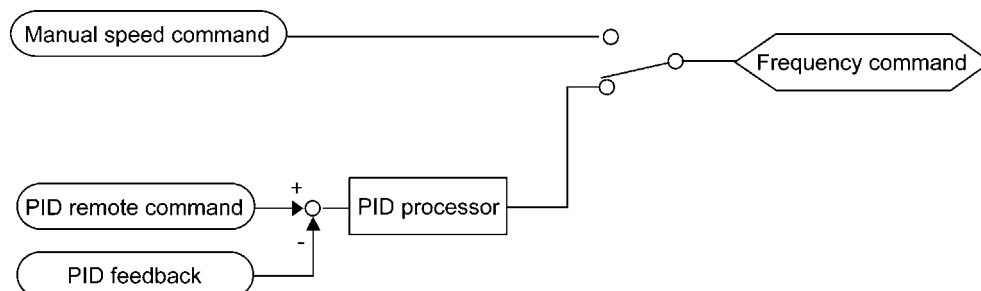 Manual speed command
Frequency command
+
PID remote command
PID processor
-
PID feedback